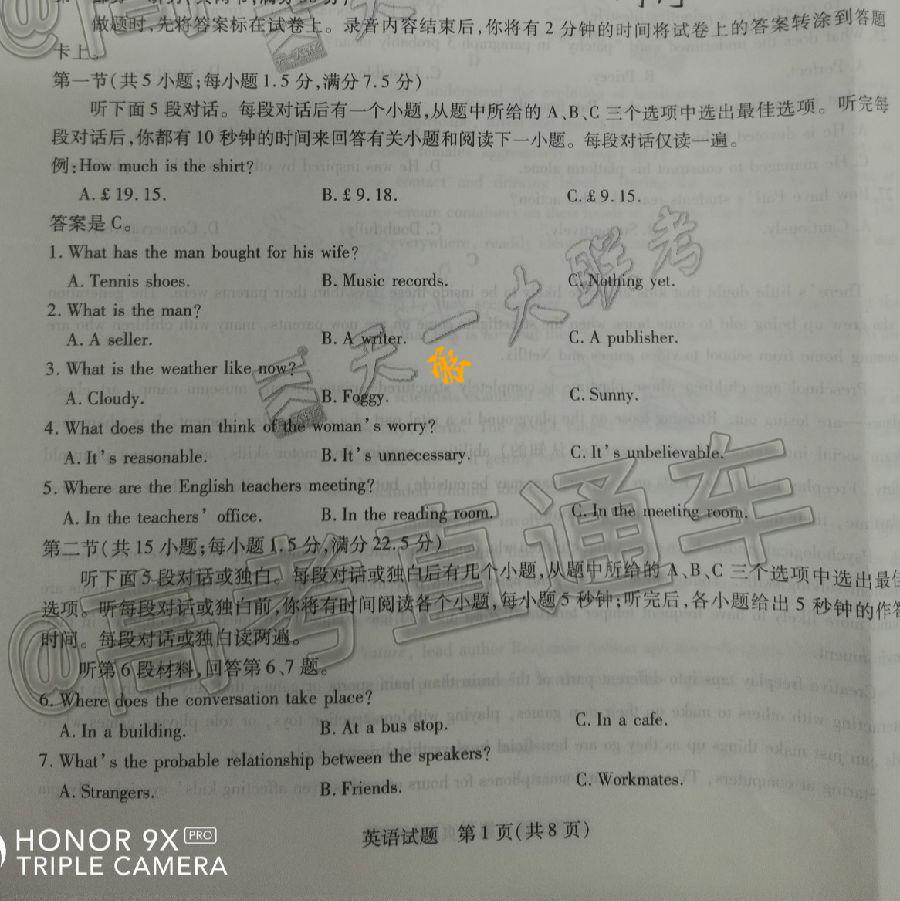 做题时,先将答案标在试卷上。录音内容结束后,你将有 2 分钟的时间将试卷上的答案转涂到答题
卡上。
第一节(共 5 小题;每小题 1.5 分,满分 7.5 分)
听下面 5 段对话。每段对话后有一个小题,从题中所给的 A、B、C 三个选项中选出最佳选项。听完每
段对话后,你都有 10 秒钟的时间来回答有关小题和阅读下一小题。每段对话仅读一遍。
例:How much is the shirt?
A. £ 19. 15. B. £ 9. 18. C. £ 9. 15.
答案是 C。
1. What has the man bought for his wife?
A. Tennis shoes. B. Music records. C. Nothing yet.
2. What is the man?
A. A seller. B. A writer. C. A publisher.
3. What is the weather like now?
A. Cloudy. B. Foggy. C. Sunny.
4. What does the man think of the woman's worry?
A. It's reasonable. B. It's unnecessary. C. It's unbelievable.
5. Where are the English teachers meeting?
A. In the teachers' office. B. In the reading room. C. In the meeting room.
第二节(共 15 小题;每小题 1.5 分,满分 22.5 分)
听下面 5 段对话或独白。每段对话或独白后有几个小题,从题中所给的 A、B、C 三个选项中选出最佳
选项。听每段对话或独白前,你将有时间阅读各个小题,每小题 5 秒钟;听完后,各小题给出 5 秒钟的作答
时间。每段对话或独白读两遍。
听第 6 段材料,回答第 6、7 题。
6. Where does the conversation take place?
A. In a building. B. At a bus stop. C. In a cafe.
7. What's the probable relationship between the speakers?
A. Strangers. B. Friends. C. Workmates.
英语试题 第 1 页(共 8 页)
天一大联考
@高考直通车
HONOR 9X PRO
TRIPLE CAMERA